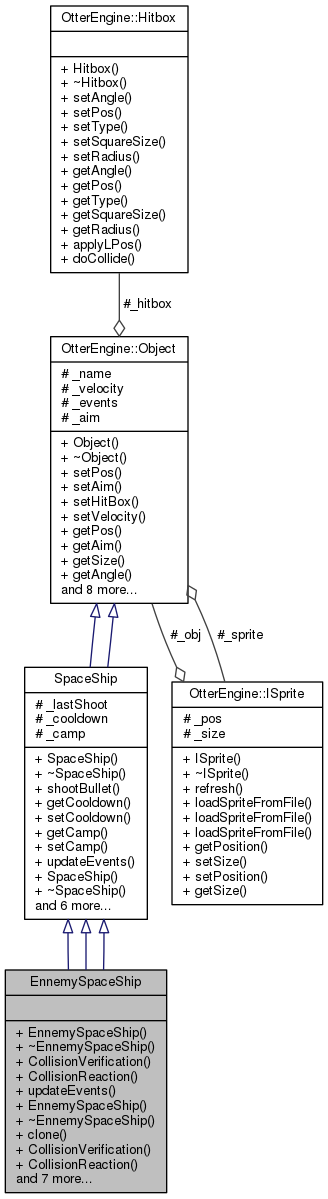 OtterEngine::Hitbox
+ Hitbox()
+ ~Hitbox()
+ setAngle()
+ setPos()
+ setType()
+ setSquareSize()
+ setRadius()
+ getAngle()
+ getPos()
+ getType()
+ getSquareSize()
+ getRadius()
+ applyLPos()
+ doCollide()
#_hitbox
OtterEngine::Object
# _name
# _velocity
# _events
# _aim
+ Object()
+ ~Object()
+ setPos()
+ setAim()
+ setHitBox()
+ setVelocity()
+ getPos()
+ getAim()
+ getSize()
+ getAngle()
and 8 more...
#_obj
#_sprite
SpaceShip
# _lastShoot
# _cooldown
# _camp
+ SpaceShip()
+ ~SpaceShip()
+ shootBullet()
+ getCooldown()
+ setCooldown()
+ getCamp()
+ setCamp()
+ updateEvents()
+ SpaceShip()
+ ~SpaceShip()
and 6 more...
OtterEngine::ISprite
# _pos
# _size
+ ISprite()
+ ~ISprite()
+ refresh()
+ loadSpriteFromFile()
+ loadSpriteFromFile()
+ loadSpriteFromFile()
+ getPosition()
+ setSize()
+ setPosition()
+ getSize()
EnnemySpaceShip
+ EnnemySpaceShip()
+ ~EnnemySpaceShip()
+ CollisionVerification()
+ CollisionReaction()
+ updateEvents()
+ EnnemySpaceShip()
+ ~EnnemySpaceShip()
+ clone()
+ CollisionVerification()
+ CollisionReaction()
and 7 more...